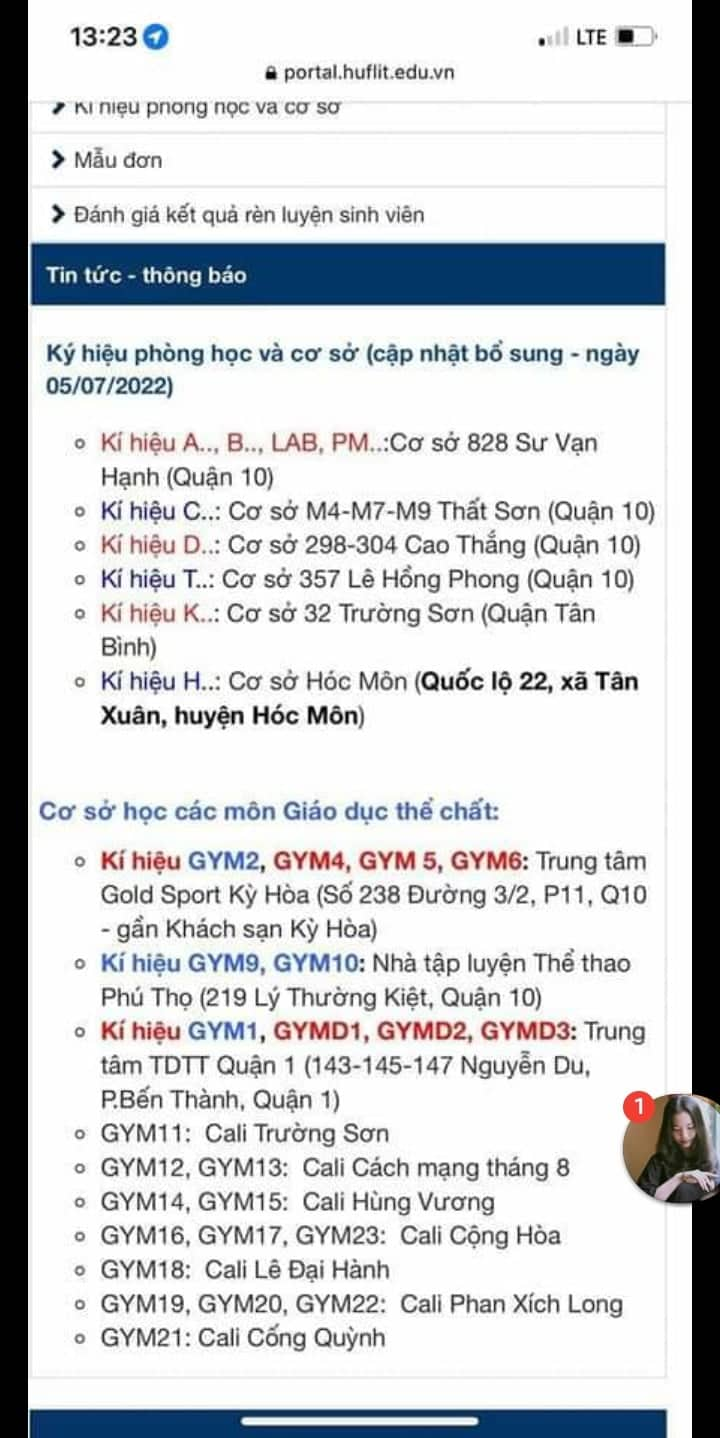 13:23
LTE
portal.huflit.edu.vn
Kí hiệu phòng học và cơ sở
Mẫu đơn
Đánh giá kết quả rèn luyện sinh viên
Tin tức - thông báo
Ký hiệu phòng học và cơ sở (cập nhật bổ sung - ngày
05/07/2022)
Kí hiệu A.., B.., LAB, PM..:Cơ sở 828 Sư Vạn
Hạnh (Quận 10)
Kí hiệu C..: Cơ sở M4-M7-M9 Thất Sơn (Quận 10)
Kí hiệu D..: Cơ sở 298-304 Cao Thắng (Quận 10)
Kí hiệu T..: Cơ sở 357 Lê Hồng Phong (Quận 10)
Kí hiệu K..: Cơ sở 32 Trường Sơn (Quận Tân
Bình)
Kí hiệu H..: Cơ sở Hóc Môn (Quốc lộ 22, xã Tân
Xuân, huyện Hóc Môn)
Cơ sở học các môn Giáo dục thể chất:
Kí hiệu GYM2, GYM4, GYM 5, GYM6: Trung tâm
Gold Sport Kỳ Hòa (Số 238 Đường 3/2, P11, Q10
- gần Khách sạn Kỳ Hòa)
Kí hiệu GYM9, GYM10: Nhà tập luyện Thể thao
Phú Thọ (219 Lý Thường Kiệt, Quận 10)
Kí hiệu GYM1, GYMD1, GYMD2, GYMD3: Trung
tâm TDTT Quận 1 (143-145-147 Nguyễn Du,
P.Bến Thành, Quận 1)
1
GYM11: Cali Trường Sơn
GYM12, GYM13: Cali Cách mạng tháng 8
GYM14, GYM15: Cali Hùng Vương
GYM16, GYM17, GYM23: Cali Cộng Hòa
GYM18: Cali Lê Đại Hành
GYM19, GYM20, GYM22: Cali Phan Xích Long
GYM21: Cali Cống Quỳnh